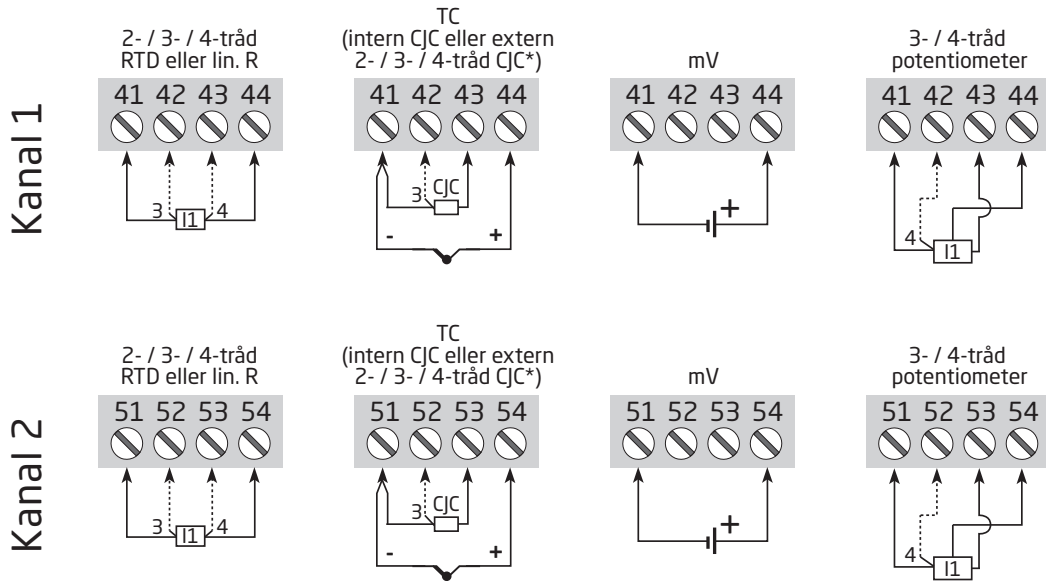 Kanal 1
2- / 3- / 4-tråd
RTD eller lin. R
41 42 43 44
3 I1 4
TC
(intern CJC eller extern
2- / 3- / 4-tråd CJC*)
41 42 43 44
3 CJC
- +
mV
41 42 43 44
+
3- / 4-tråd
potentiometer
41 42 43 44
4 I1
Kanal 2
2- / 3- / 4-tråd
RTD eller lin. R
51 52 53 54
3 I1 4
TC
(intern CJC eller extern
2- / 3- / 4-tråd CJC*)
51 52 53 54
3 CJC
- +
mV
51 52 53 54
+
3- / 4-tråd
potentiometer
51 52 53 54
4 I1